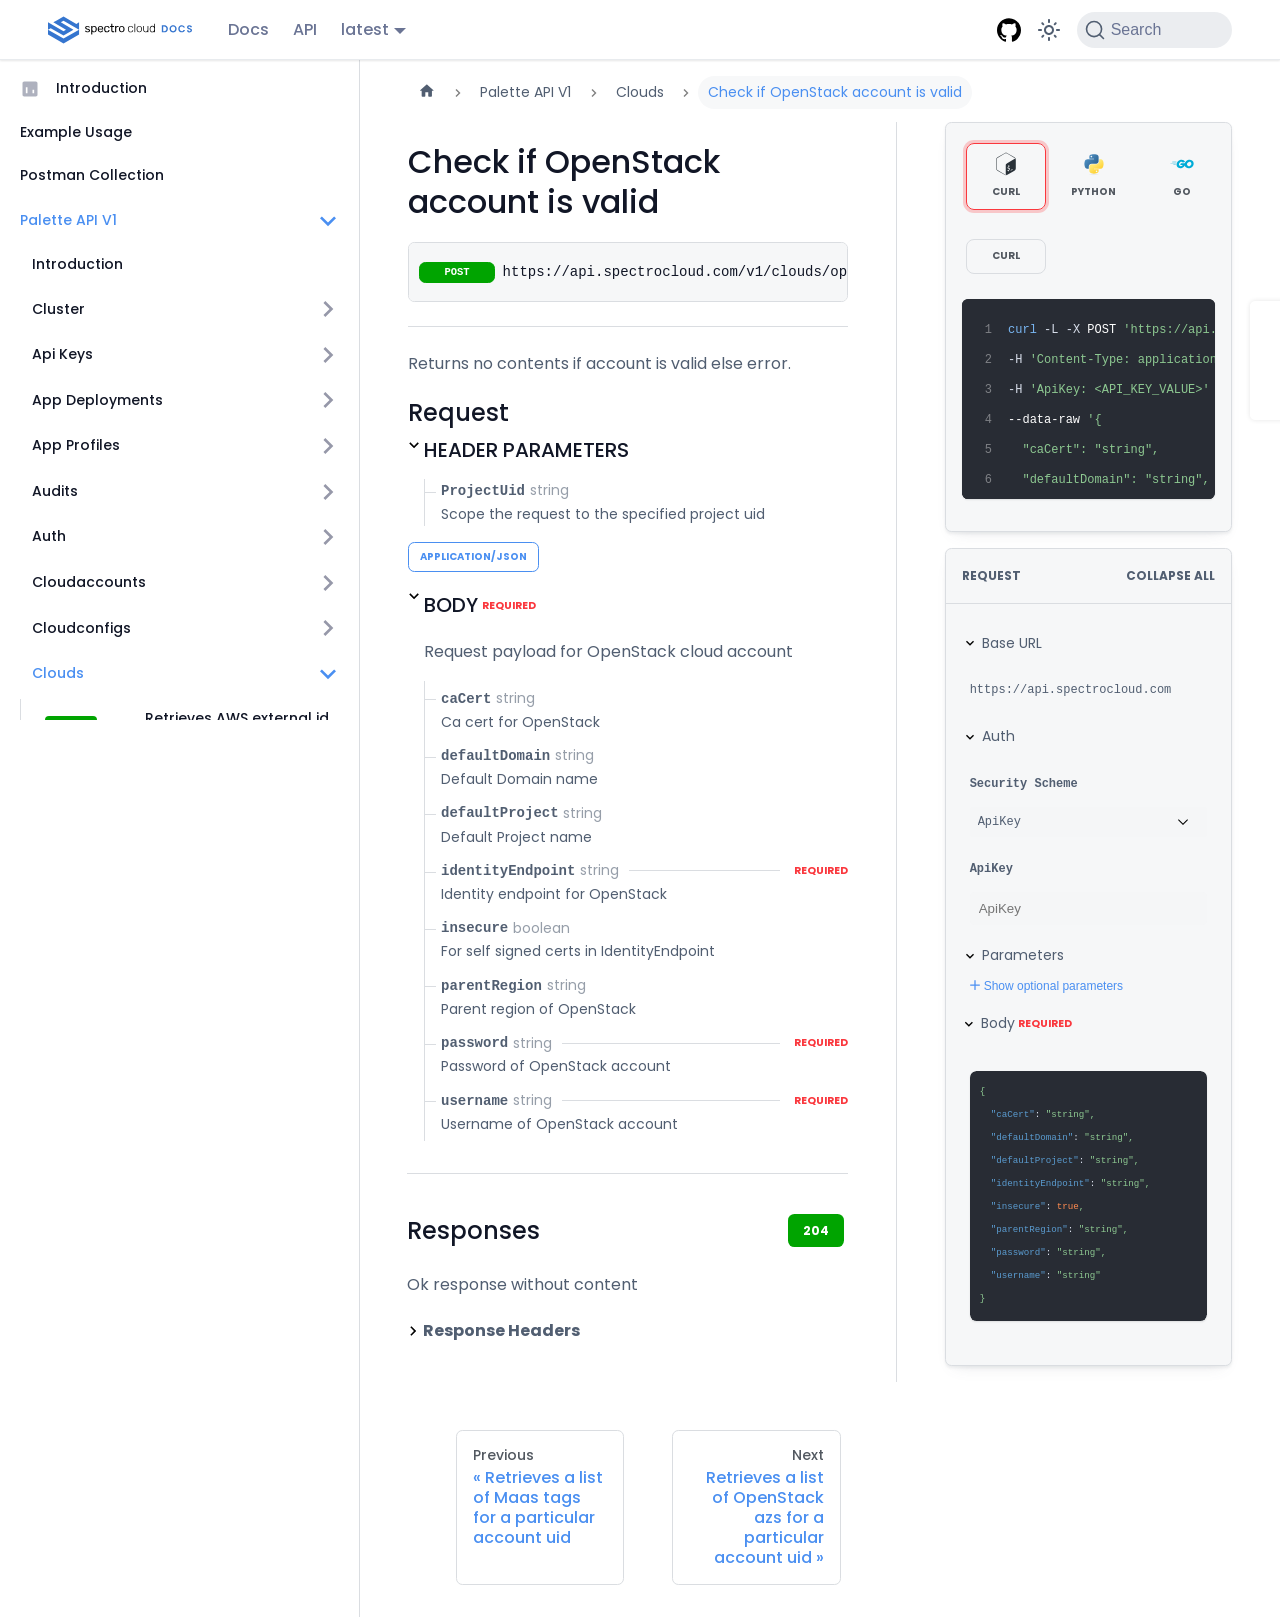 spectro cloud DOCS
Docs
API
latest
Search
Introduction
Example Usage
Postman Collection
Palette API V1
Introduction
Cluster
Api Keys
App Deployments
App Profiles
Audits
Auth
Cloudaccounts
Cloudconfigs
Clouds
Retrieves AWS external id
Palette API V1
Clouds
Check if OpenStack account is valid
Check if OpenStack
account is valid
POST https://api.spectrocloud.com/v1/clouds/op
Returns no contents if account is valid else error.
Request
HEADER PARAMETERS
ProjectUid string
Scope the request to the specified project uid
APPLICATION/JSON
BODY REQUIRED
Request payload for OpenStack cloud account
caCert string
Ca cert for OpenStack
defaultDomain string
Default Domain name
defaultProject string
Default Project name
identityEndpoint string REQUIRED
Identity endpoint for OpenStack
insecure boolean
For self signed certs in IdentityEndpoint
parentRegion string
Parent region of OpenStack
password string REQUIRED
Password of OpenStack account
username string REQUIRED
Username of OpenStack account
Responses
204
Ok response without content
Response Headers
Previous
« Retrieves a list
of Maas tags
for a particular
account uid
Next
Retrieves a list
of OpenStack
azs for a
particular
account uid »
CURL
PYTHON
GO
CURL
1 curl -L -X POST 'https://api.
2 -H 'Content-Type: application
3 -H 'ApiKey: <API_KEY_VALUE>'
4 --data-raw '{
5 "caCert": "string",
6 "defaultDomain": "string",
REQUEST
COLLAPSE ALL
Base URL
https://api.spectrocloud.com
Auth
Security Scheme
ApiKey
ApiKey
ApiKey
Parameters
+ Show optional parameters
Body REQUIRED
{
"caCert": "string",
"defaultDomain": "string",
"defaultProject": "string",
"identityEndpoint": "string",
"insecure": true,
"parentRegion": "string",
"password": "string",
"username": "string"
}